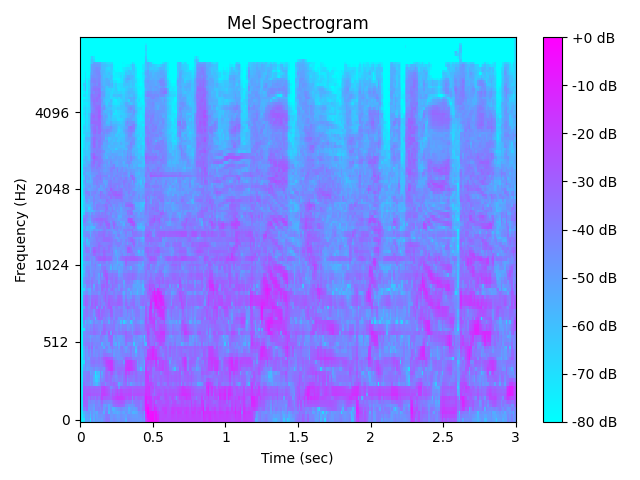 Mel Spectrogram
+0 dB
-10 dB
-20 dB
-30 dB
-40 dB
-50 dB
-60 dB
-70 dB
-80 dB
Frequency (Hz)
4096
2048
1024
512
0
0 0.5 1 1.5 2 2.5 3
Time (sec)